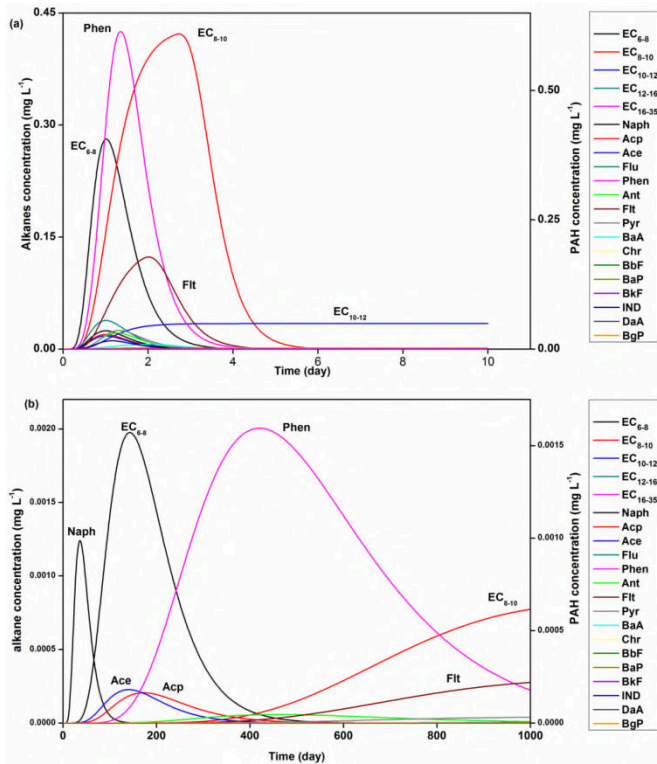 (a)
Phen
EC8-10
EC6-8
Flt
EC10-12
0.45
0.30
0.15
0.00
Alkanes concentration (mg L-1)
0.50
0.25
0.00
PAH concentration (mg L-1)
0 2 4 6 8 10
Time (day)
EC6-8
EC8-10
EC10-12
EC12-16
EC16-35
Naph
Acp
Ace
Flu
Phen
Ant
Flt
Pyr
BaA
Chr
BbF
BaP
BkF
IND
DaA
BgP
(b)
EC6-8
Phen
Naph
EC8-10
Ace
Acp
Flt
0.0020
0.0015
0.0010
0.0005
0.0000
alkane concentration (mg L-1)
0.0015
0.0010
0.0005
0.0000
PAH concentration (mg L-1)
0 200 400 600 800 1000
Time (day)
EC6-8
EC8-10
EC10-12
EC12-16
EC16-35
Naph
Acp
Ace
Flu
Phen
Ant
Flt
Pyr
BaA
Chr
BbF
BaP
BkF
IND
DaA
BgP